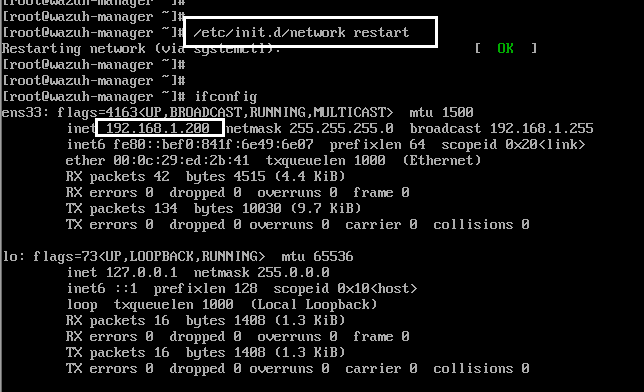 [root@wazuh-manager ~]#
[root@wazuh-manager ~]# /etc/init.d/network restart
Restarting network (via systemctl): [ OK ]
[root@wazuh-manager ~]#
[root@wazuh-manager ~]#
[root@wazuh-manager ~]# ifconfig
ens33: flags=4163<UP,BROADCAST,RUNNING,MULTICAST> mtu 1500
inet 192.168.1.200 netmask 255.255.255.0 broadcast 192.168.1.255
inet6 fe80::bef0:841f:6e49:6e07 prefixlen 64 scopeid 0x20<link>
ether 00:0c:29:ed:2b:41 txqueuelen 1000 (Ethernet)
RX packets 42 bytes 4515 (4.4 KiB)
RX errors 0 dropped 0 overruns 0 frame 0
TX packets 134 bytes 10030 (9.7 KiB)
TX errors 0 dropped 0 overruns 0 carrier 0 collisions 0
lo: flags=73<UP,LOOPBACK,RUNNING> mtu 65536
inet 127.0.0.1 netmask 255.0.0.0
inet6 ::1 prefixlen 128 scopeid 0x10<host>
loop txqueuelen 1000 (Local Loopback)
RX packets 16 bytes 1408 (1.3 KiB)
RX errors 0 dropped 0 overruns 0 frame 0
TX packets 16 bytes 1408 (1.3 KiB)
TX errors 0 dropped 0 overruns 0 carrier 0 collisions 0